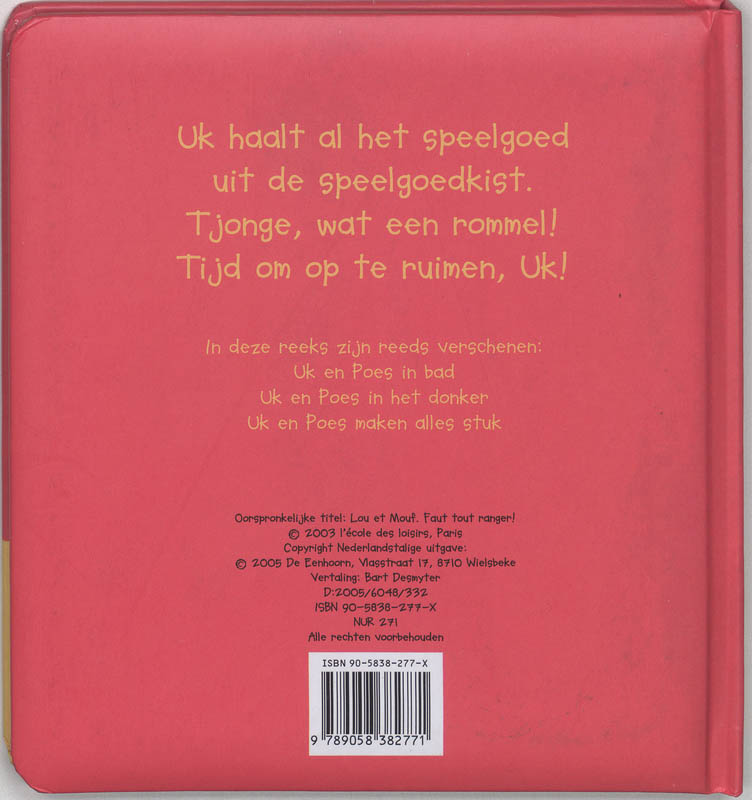 Uk haalt al het speelgoed
uit de speelgoedkist.
Tjonge, wat een rommel!
Tijd om op te ruimen, Uk!
In deze reeks zijn reeds verschenen:
Uk en Poes in bad
Uk en Poes in het donker
Uk en Poes maken alles stuk
Oorspronkelijke titel: Lou et Mouf. Faut tout ranger!
© 2003 l'école des loisirs, Paris
Copyright Nederlandstalige uitgave:
© 2005 De Eenhoorn, Vlasstraat 17, 8710 Wielsbeke
Vertaling: Bart Desmyter
D:2005/6048/332
ISBN 90-5838-277-X
NUR 271
Alle rechten voorbehouden
ISBN 90-5838-277-X
9 789058 382771